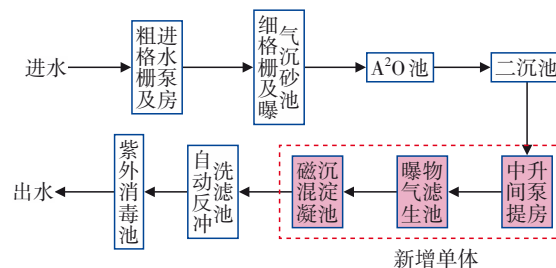 进水
粗格栅及
进水泵房
细格栅及曝
气沉砂池
A²O池
二沉池
出水
紫外消毒池
自动反冲
洗滤池
磁混凝
沉淀池
曝气生
物滤池
中间提
升泵房
新增单体